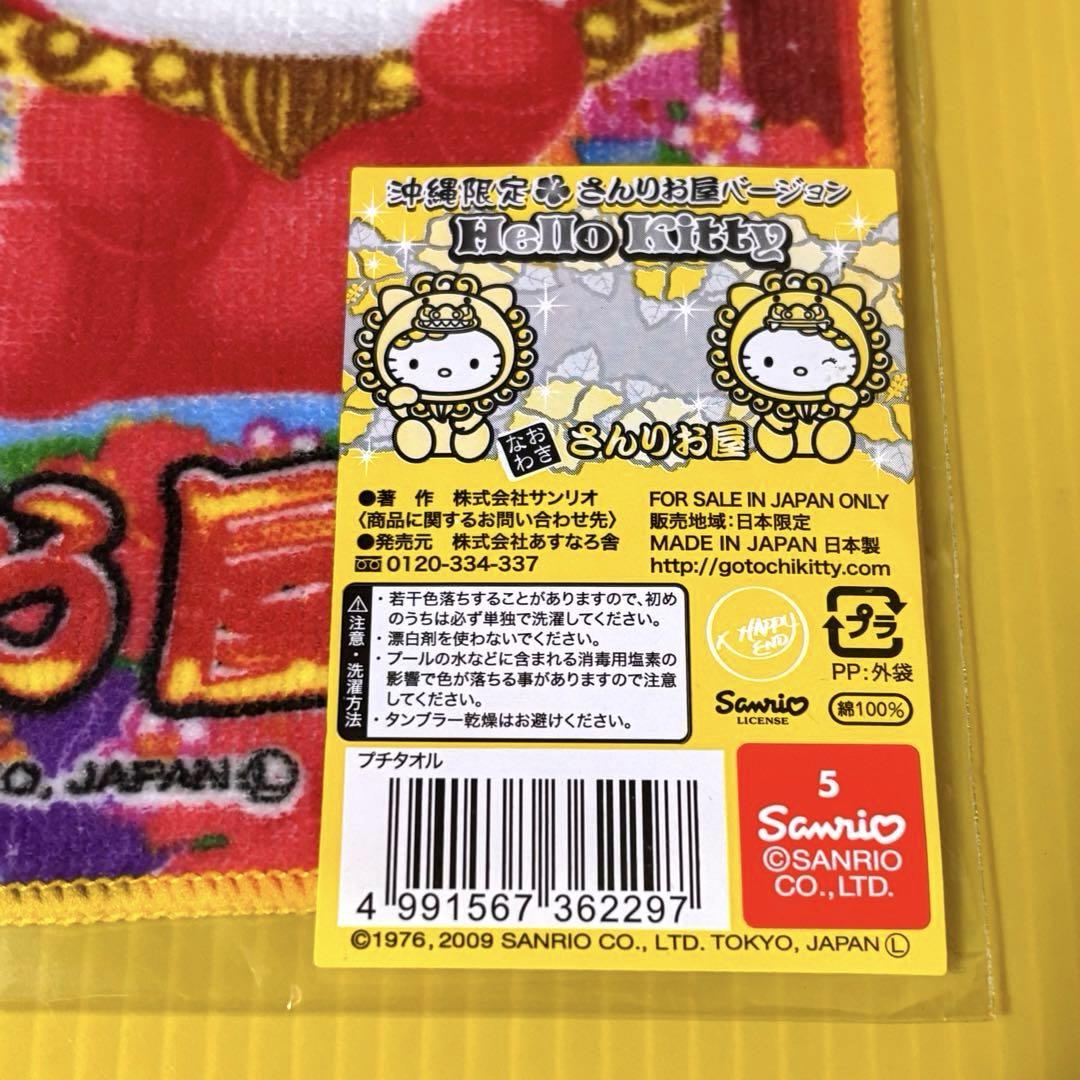 沖縄限定 さんりお屋バージョン
Hello Kitty
おきなわ さんりお屋
●著 作 株式会社サンリオ
〈商品に関するお問い合わせ先〉
●発売元 株式会社あすなろ舎
0120-334-337
FOR SALE IN JAPAN ONLY
販売地域:日本限定
MADE IN JAPAN 日本製
http://gotochikitty.com
注意・洗濯方法
・若干色落ちすることがありますので、初め
のうちは必ず単独で洗濯してください。
・漂白剤を使わないでください。
・プールの水などに含まれる消毒用塩素の
影響で色が落ちる事がありますので注意
してください。
・タンブラー乾燥はお避けください。
HAPPY
END
プラ
PP:外袋
Sanrio
LICENSE
綿100%
プチタオル
4 991567 362297
5
Sanrio
©SANRIO
CO.,LTD.
©1976, 2009 SANRIO CO., LTD. TOKYO, JAPAN Ⓛ
お屋
O, JAPAN Ⓛ